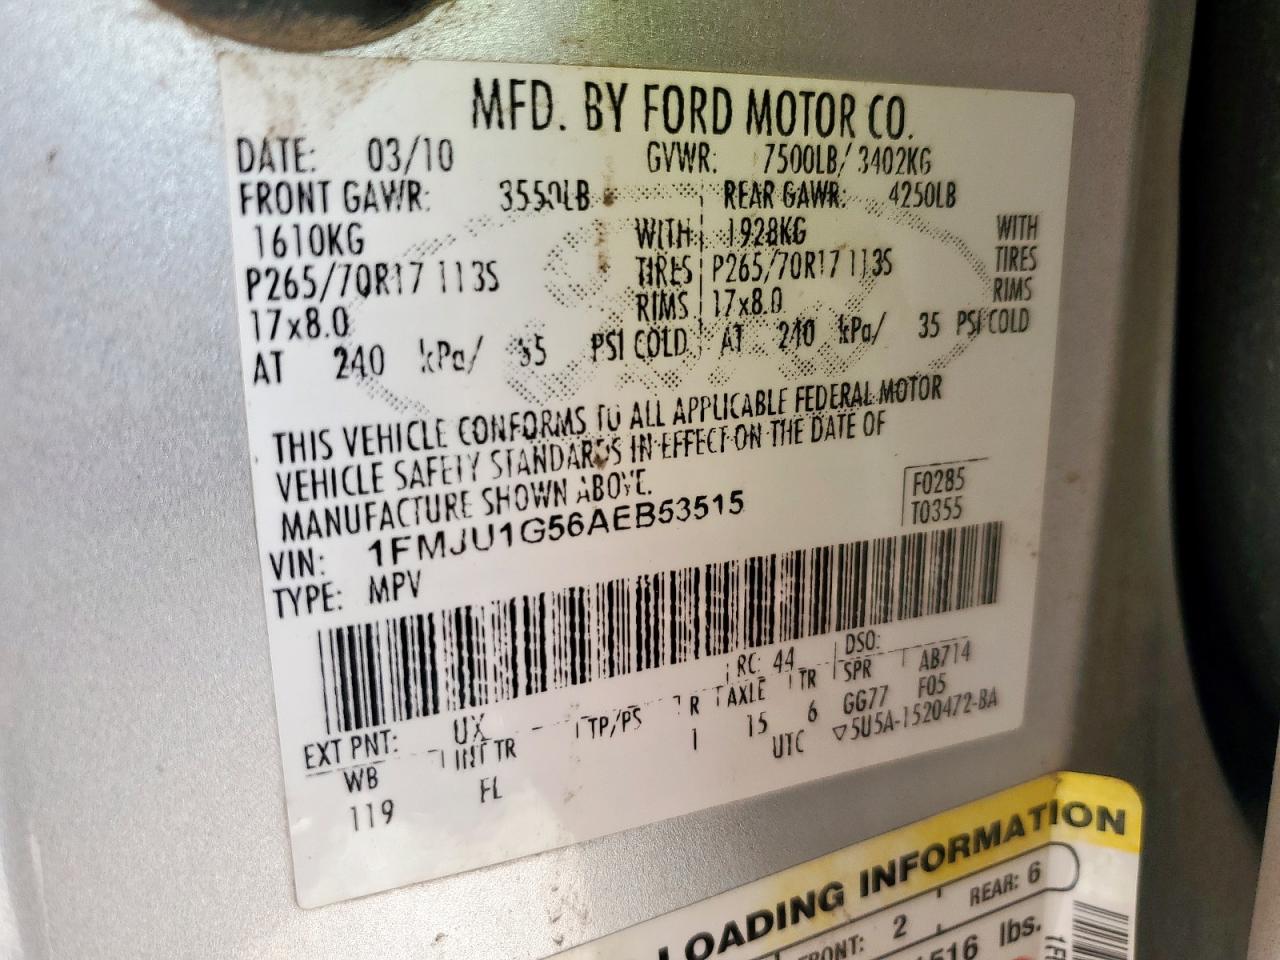 MFD. BY FORD MOTOR CO.
DATE: 03/10 GVWR: 7500LB/ 3402KG
FRONT GAWR: 3550LB REAR GAWR: 4250LB
1610KG WITH 1928KG WITH
P265/70R17 113S TIRES P265/70R17 113S TIRES
17x8.0 RIMS 17x8.0 RIMS
AT 240 kPa/ 35 PSI COLD AT 240 kPa/ 35 PSI COLD
THIS VEHICLE CONFORMS TO ALL APPLICABLE FEDERAL MOTOR
VEHICLE SAFETY STANDARDS IN EFFECT ON THE DATE OF
MANUFACTURE SHOWN ABOVE.
F0285
T0355
VIN: 1FMJU1G56AEB53515
TYPE: MPV
RC: 44 DSO:
EXT PNT: UX
WB INT TR TP/PS R AXLE TR SPR AB714
119 FL I 15 6 GG77 F05
UTC ▽5U5A-1520472-BA
LOADING INFORMATION
FRONT: 2 REAR: 6
lbs.